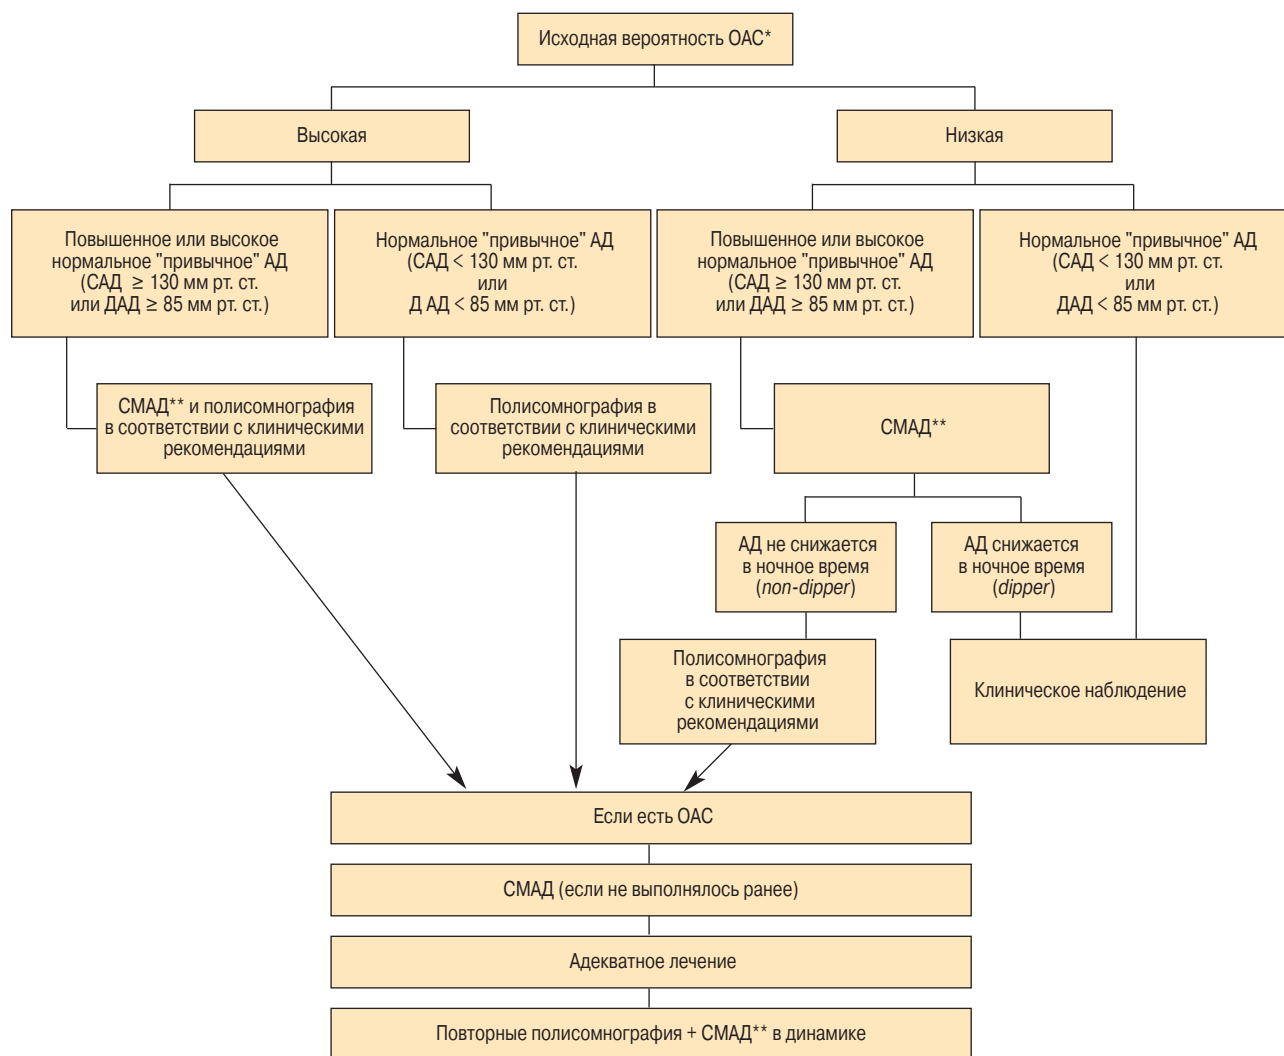 Исходная вероятность ОАС*
Высокая
Низкая
Повышенное или высокое
нормальное "привычное" АД
(САД ≥ 130 мм рт. ст.
или ДАД ≥ 85 мм рт. ст.)
Нормальное "привычное" АД
(САД < 130 мм рт. ст.
или
Д АД < 85 мм рт. ст.)
Повышенное или высокое
нормальное "привычное" АД
(САД ≥ 130 мм рт. ст.
или ДАД ≥ 85 мм рт. ст.)
Нормальное "привычное" АД
(САД < 130 мм рт. ст.
или
ДАД < 85 мм рт. ст.)
СМАД** и полисомнография
в соответствии с клиническими
рекомендациями
Полисомнография в
соответствии с клиническими
рекомендациями
СМАД**
АД не снижается
в ночное время
(non-dipper)
АД снижается
в ночное время
(dipper)
Полисомнография
в соответствии
с клиническими
рекомендациями
Клиническое наблюдение
Если есть ОАС
СМАД (если не выполнялось ранее)
Адекватное лечение
Повторные полисомнография + СМАД** в динамике